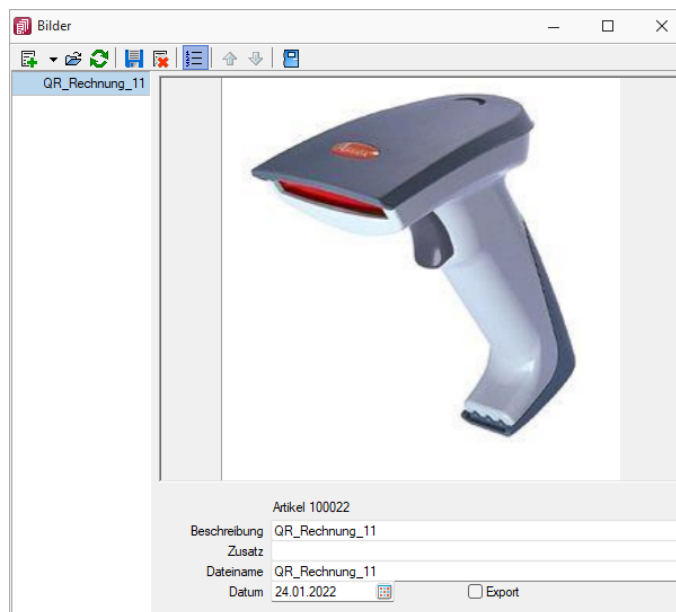 Bilder
QR_Rechnung_11
Artikel 100022
Beschreibung QR_Rechnung_11
Zusatz
Dateiname QR_Rechnung_11
Datum 24.01.2022 Export